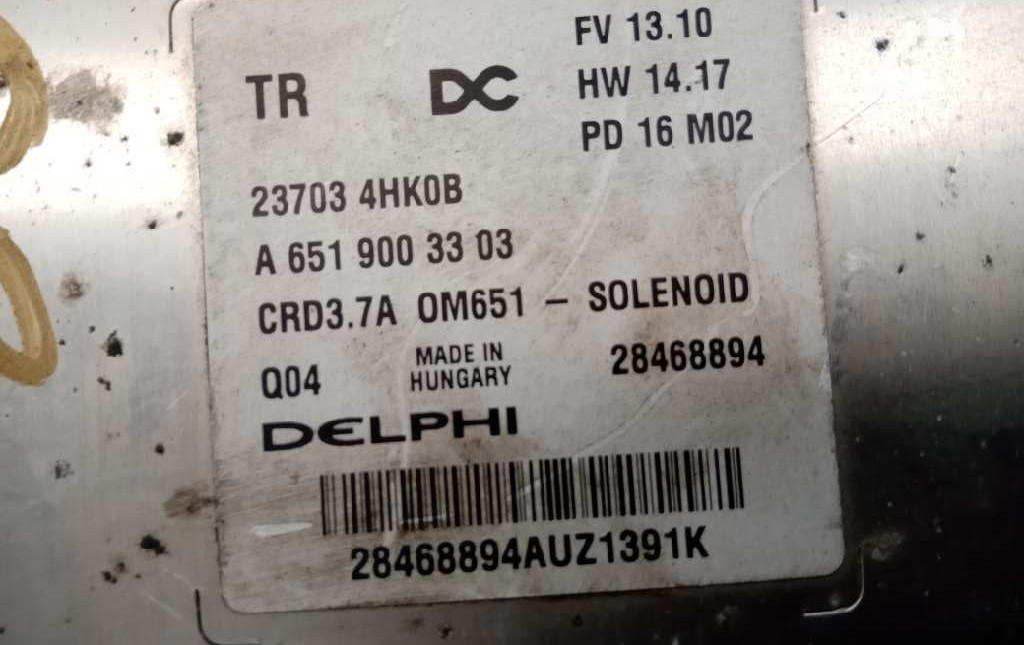 TR DC FV 13.10
HW 14.17
PD 16 M02
23703 4HK0B
A 651 900 33 03
CRD3.7A OM651 – SOLENOID
Q04 MADE IN HUNGARY 28468894
DELPHI
28468894AUZ1391K